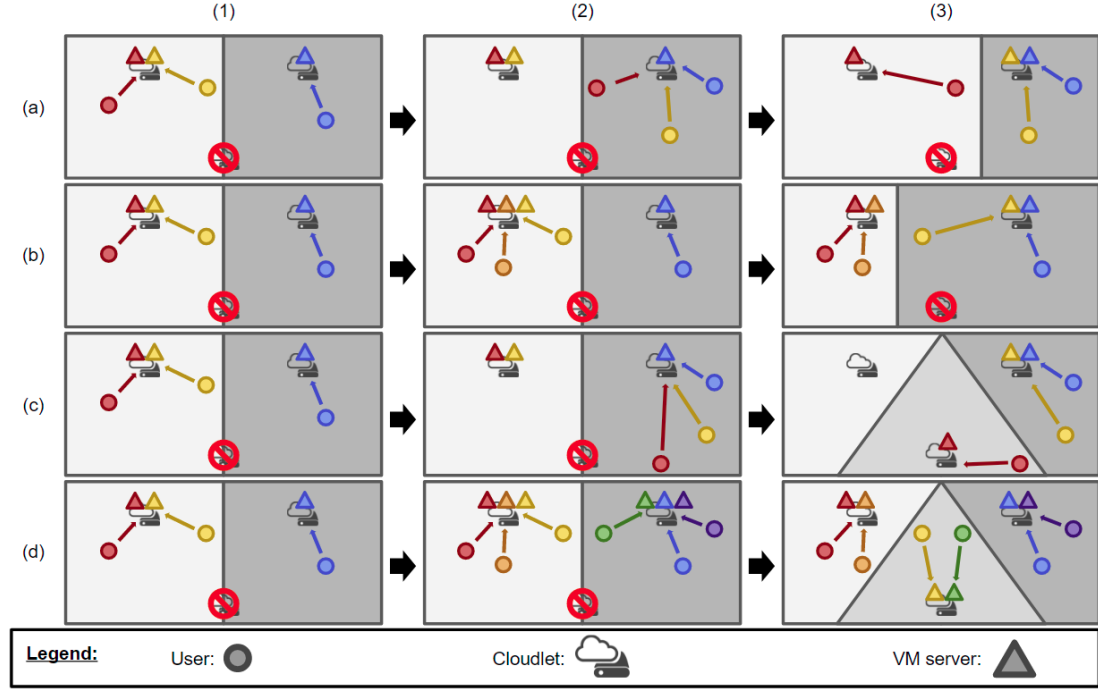 (1) (2) (3)
(a)
(b)
(c)
(d)
Legend: User: Cloudlet: VM server: